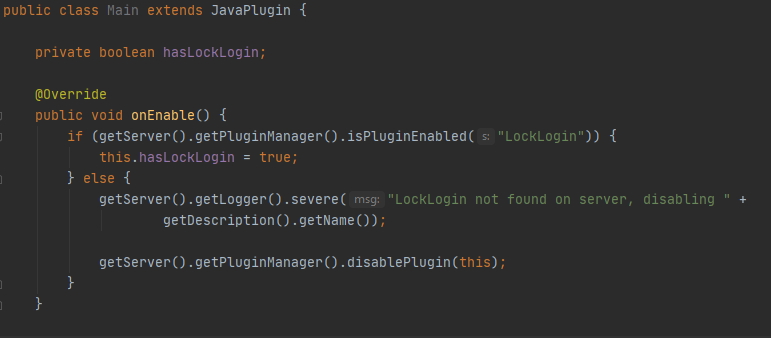 public class Main extends JavaPlugin {
private boolean hasLockLogin;
@Override
public void onEnable() {
if (getServer().getPluginManager().isPluginEnabled( s: "LockLogin")) {
this.hasLockLogin = true;
} else {
getServer().getLogger().severe( msg: "LockLogin not found on server, disabling " +
getDescription().getName());
getServer().getPluginManager().disablePlugin(this);
}
}